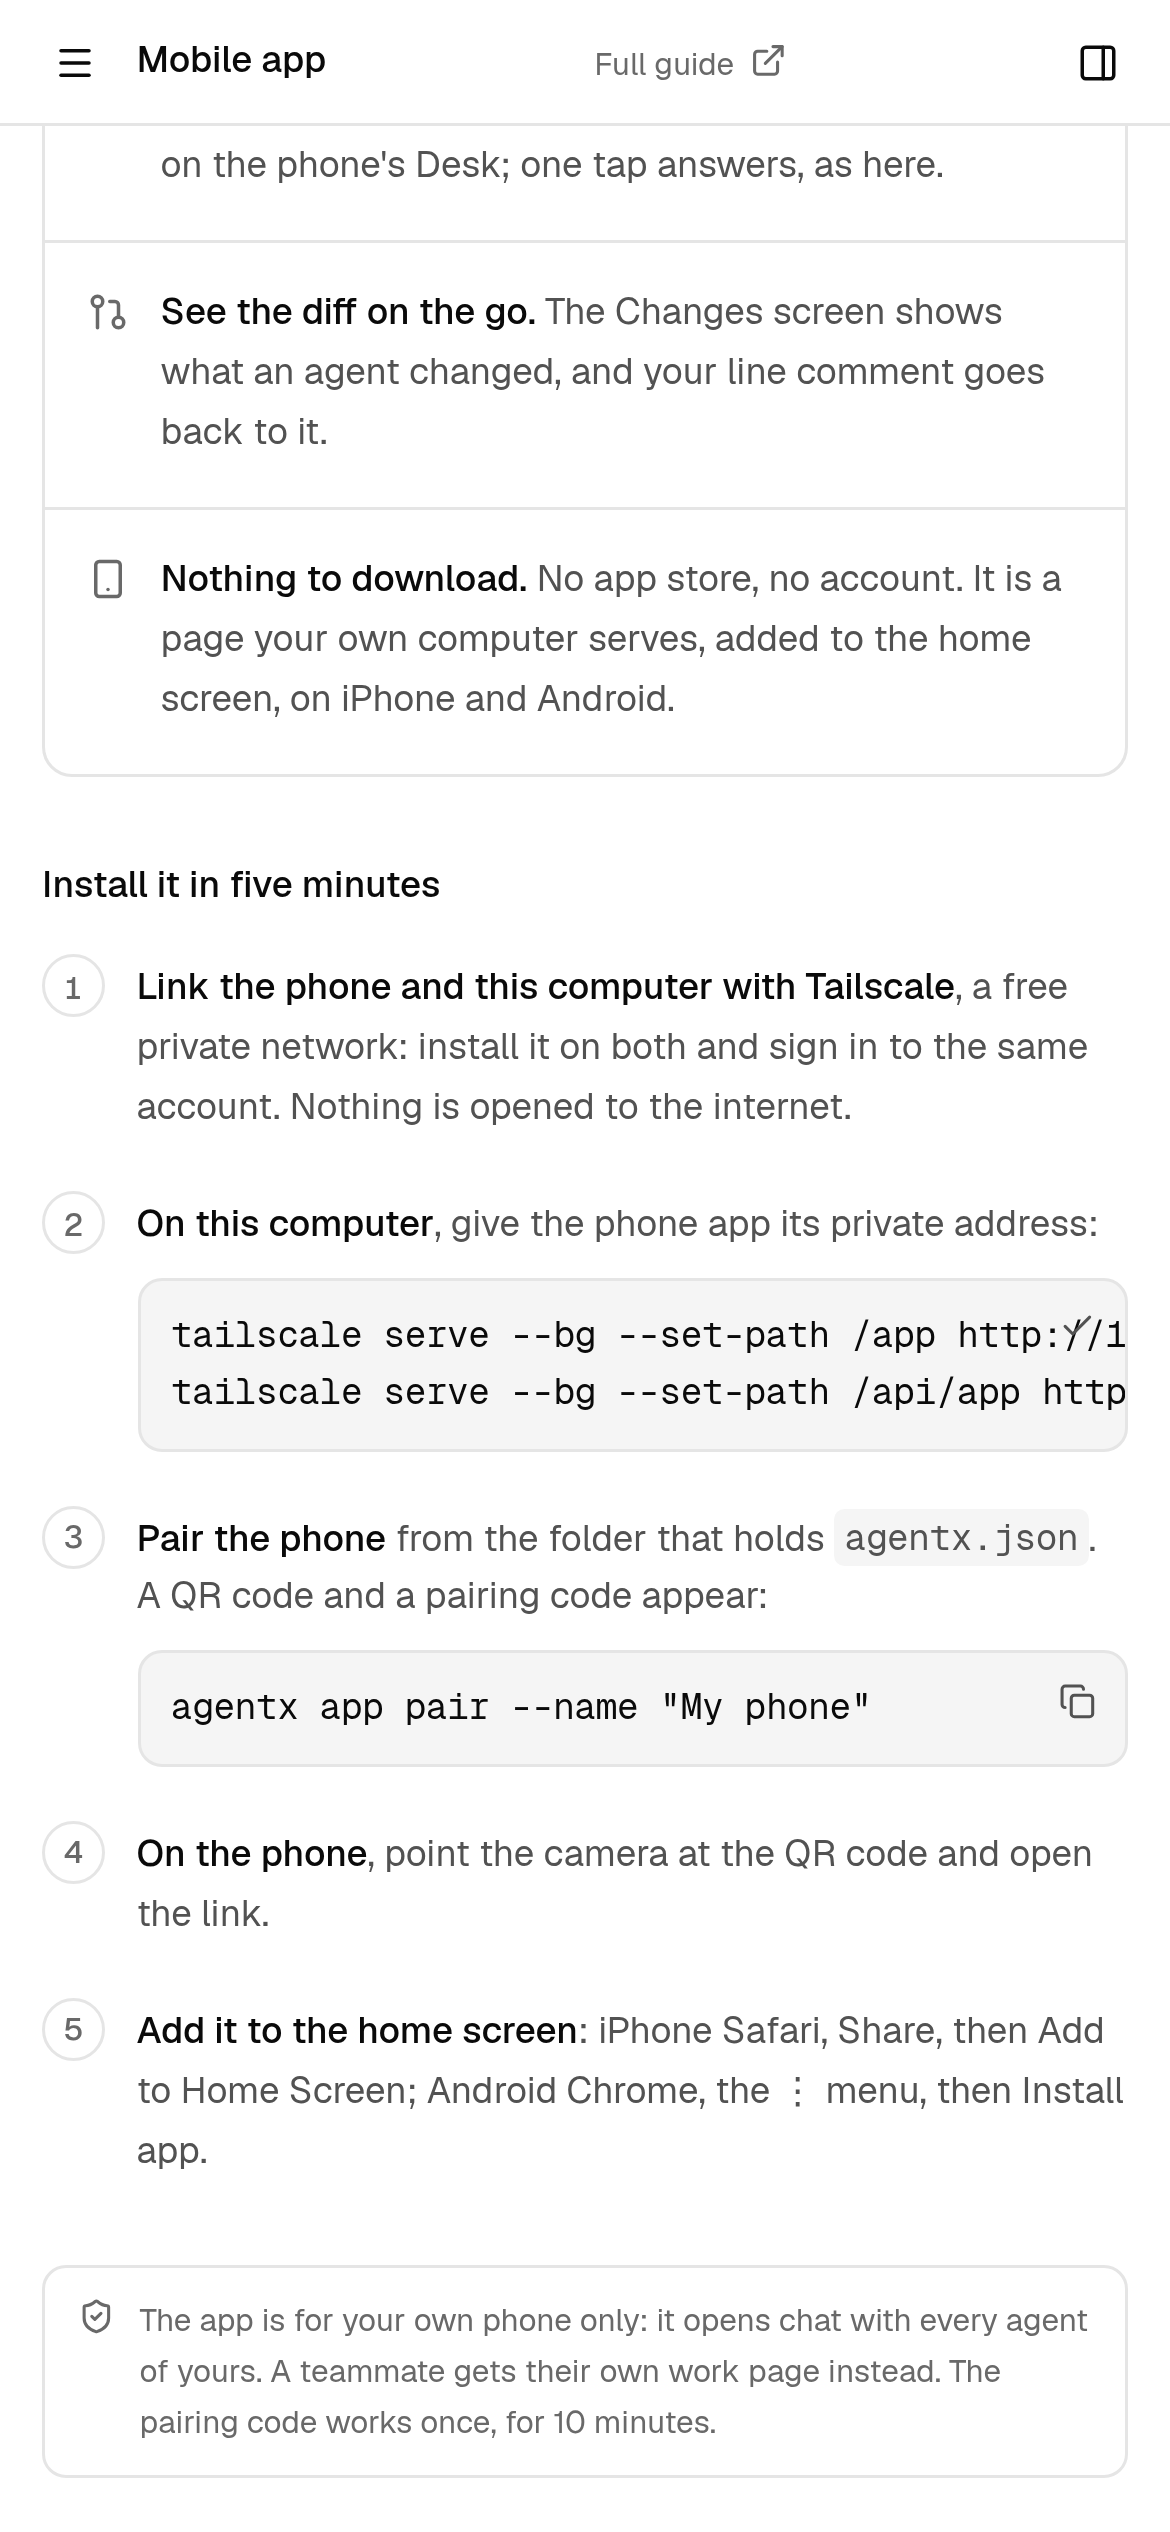 Mobile app
Full guide
on the phone's Desk; one tap answers, as here.
See the diff on the go. The Changes screen shows
what an agent changed, and your line comment goes
back to it.
Nothing to download. No app store, no account. It is a
page your own computer serves, added to the home
screen, on iPhone and Android.
Install it in five minutes
1
Link the phone and this computer with Tailscale, a free
private network: install it on both and sign in to the same
account. Nothing is opened to the internet.
2
On this computer, give the phone app its private address:
tailscale serve --bg --set-path /app http://1
tailscale serve --bg --set-path /api/app http
3
Pair the phone from the folder that holds agentx.json.
A QR code and a pairing code appear:
agentx app pair --name "My phone"
4
On the phone, point the camera at the QR code and open
the link.
5
Add it to the home screen: iPhone Safari, Share, then Add
to Home Screen; Android Chrome, the ⋮ menu, then Install
app.
The app is for your own phone only: it opens chat with every agent
of yours. A teammate gets their own work page instead. The
pairing code works once, for 10 minutes.